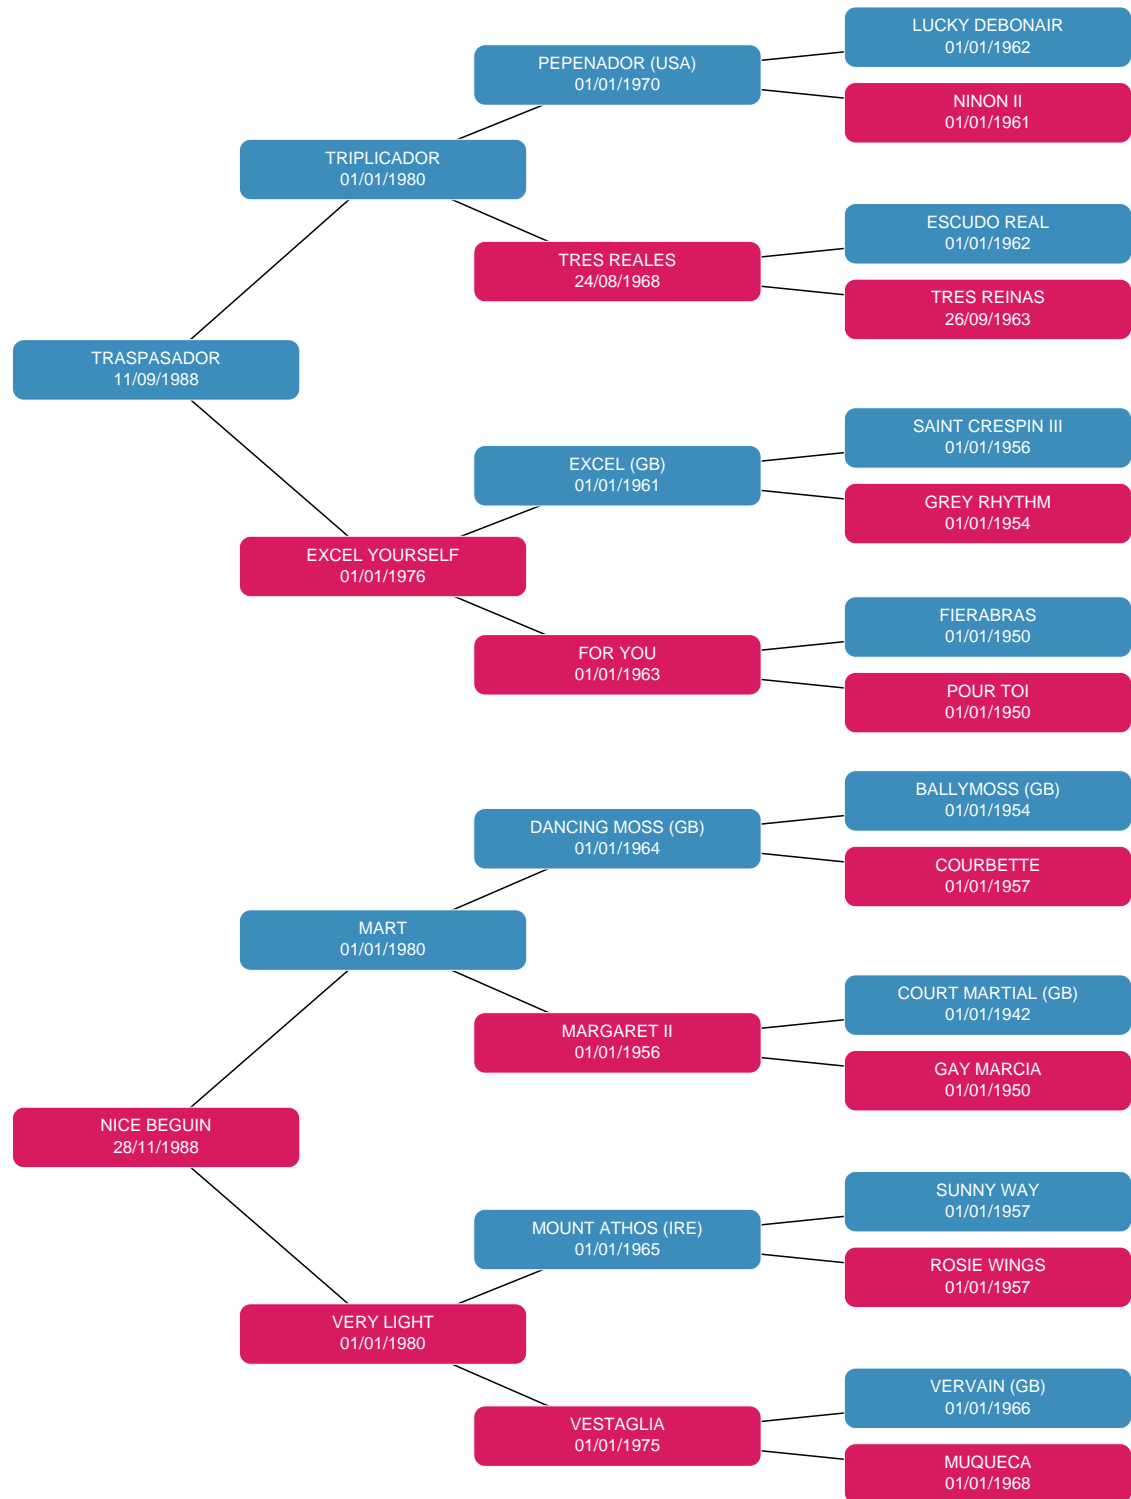 LUCKY DEBONAIR
01/01/1962
PEPENADOR (USA)
01/01/1970
NINON II
01/01/1961
TRIPLICADOR
01/01/1980
ESCUDO REAL
01/01/1962
TRES REALES
24/08/1968
TRES REINAS
26/09/1963
TRASPASADOR
11/09/1988
SAINT CRESPIN III
01/01/1956
EXCEL (GB)
01/01/1961
GREY RHYTHM
01/01/1954
EXCEL YOURSELF
01/01/1976
FIERABRAS
01/01/1950
FOR YOU
01/01/1963
POUR TOI
01/01/1950
BALLYMOSS (GB)
01/01/1954
DANCING MOSS (GB)
01/01/1964
COURBETTE
01/01/1957
MART
01/01/1980
COURT MARTIAL (GB)
01/01/1942
MARGARET II
01/01/1956
GAY MARCIA
01/01/1950
NICE BEGUIN
28/11/1988
SUNNY WAY
01/01/1957
MOUNT ATHOS (IRE)
01/01/1965
ROSIE WINGS
01/01/1957
VERY LIGHT
01/01/1980
VERVAIN (GB)
01/01/1966
VESTAGLIA
01/01/1975
MUQUECA
01/01/1968